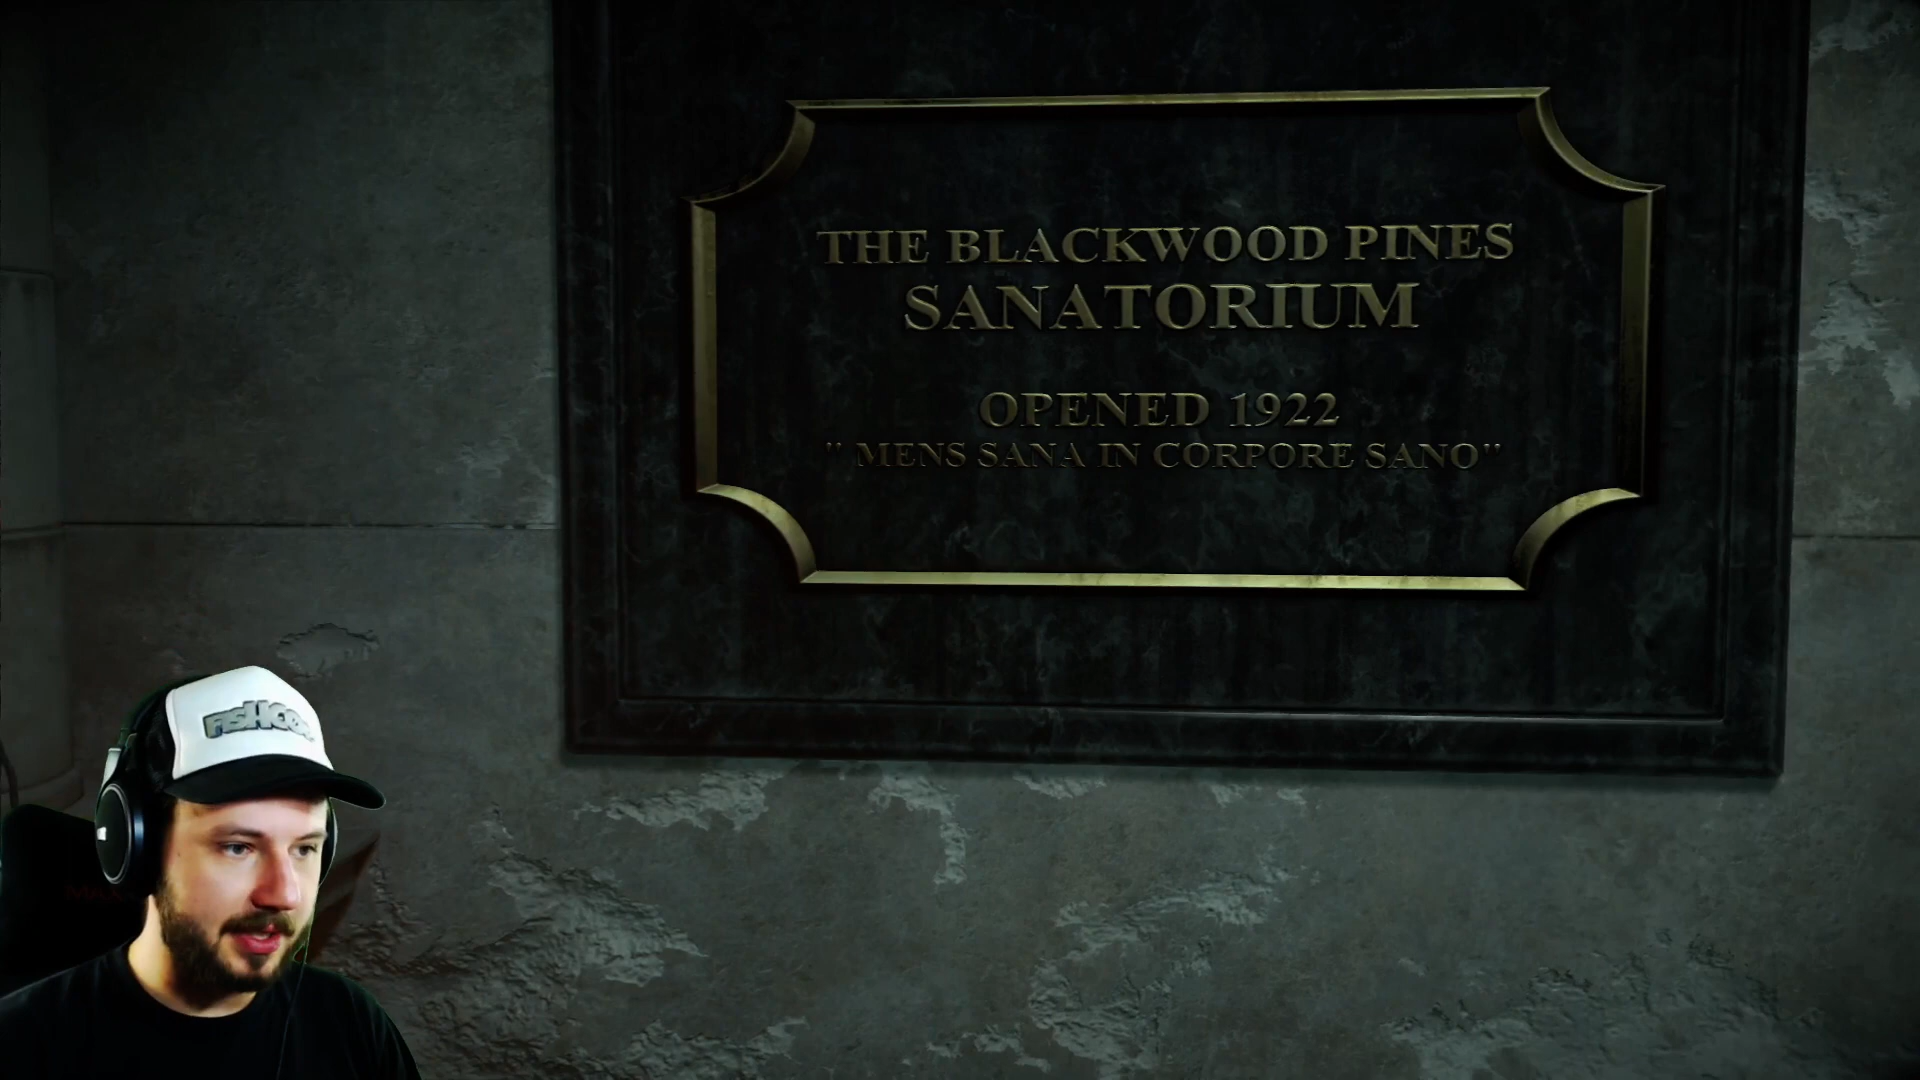 THE BLACKWOOD PINES
SANATORIUM
OPENED 1922
" MENS SANA IN CORPORE SANO"